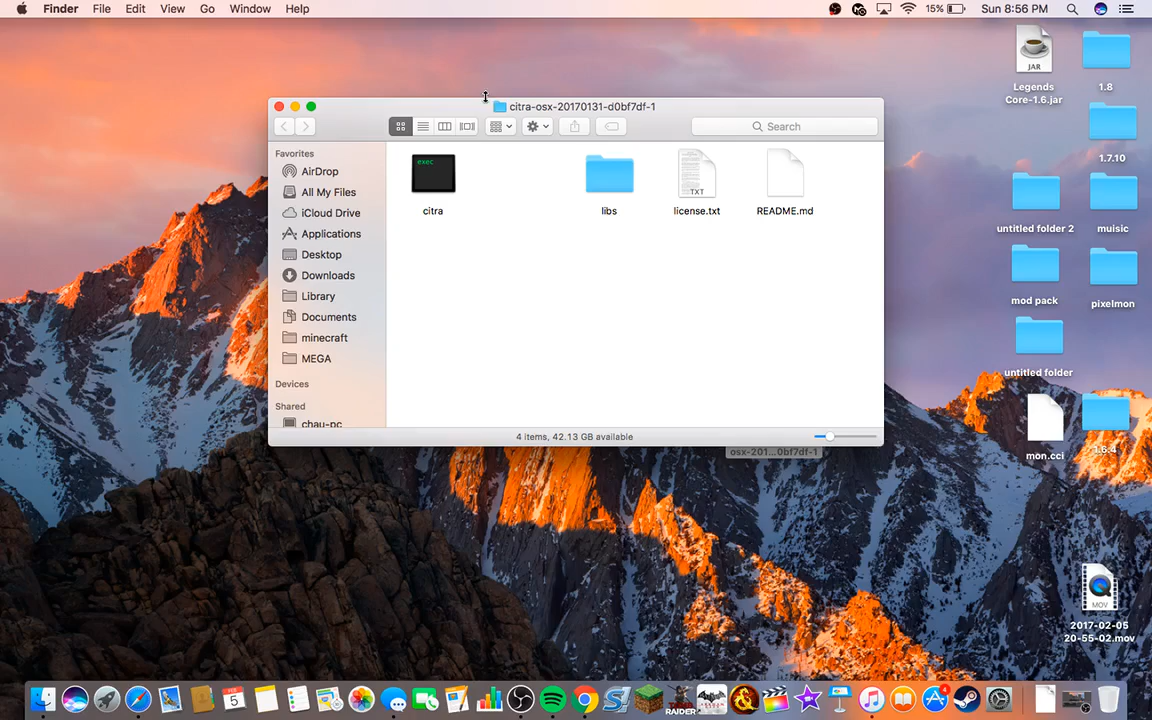 Finder File Edit View Go Window Help
15% Sun 8:56 PM
citra-osx-20170131-d0bf7df-1
Search
Favorites
AirDrop
All My Files
iCloud Drive
Applications
Desktop
Downloads
Library
Documents
minecraft
MEGA
Devices
Shared
chau-pc
exec
citra
libs
TXT
license.txt
README.md
4 items, 42.13 GB available
osx-201...0bf7df-1
JAR
Legends
Core-1.6.jar
1.8
1.7.10
untitled folder 2
muisic
mod pack
pixelmon
untitled folder
mon.cci
1.6.4
MOV
2017-02-05
20-55-02.mov
FEB
5
RAIDER